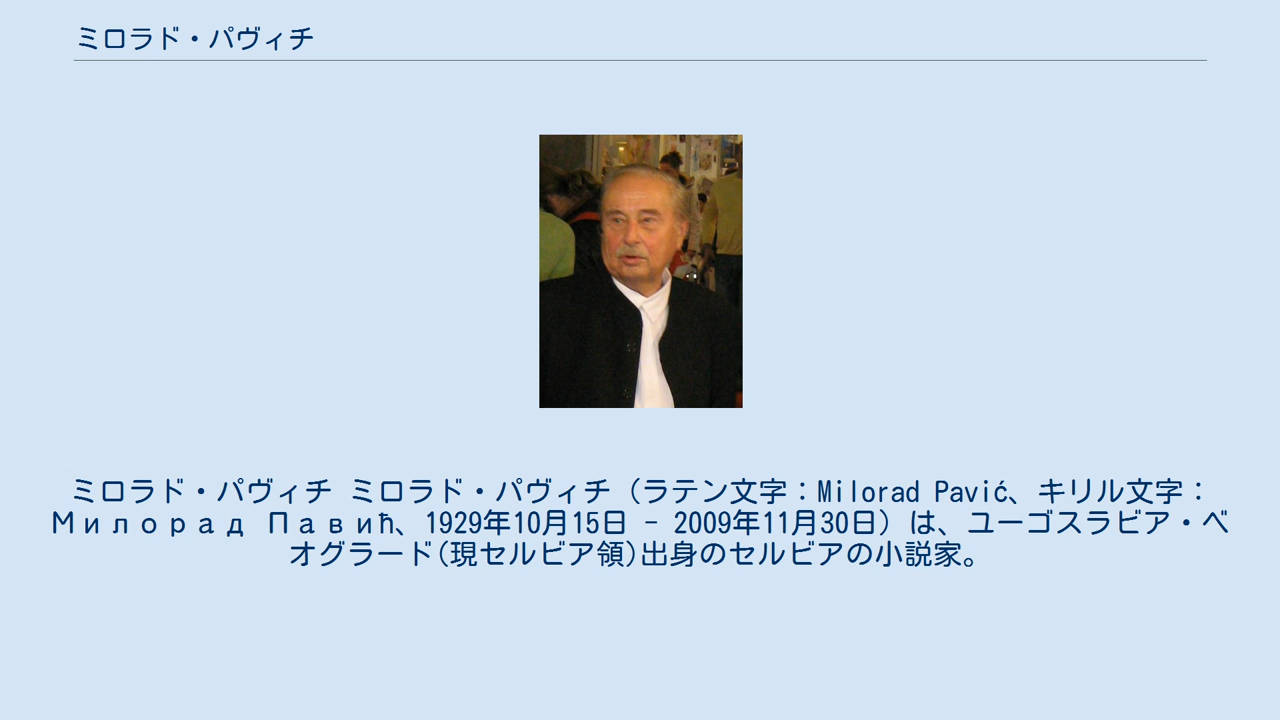 ミロラド・パヴィチ
ミロラド・パヴィチ ミロラド・パヴィチ（ラテン文字：Milorad Pavić、キリル文字：
Милорад Павић、1929年10月15日 - 2009年11月30日）は、ユーゴスラビア・ベ
オグラード(現セルビア領)出身のセルビアの小説家。